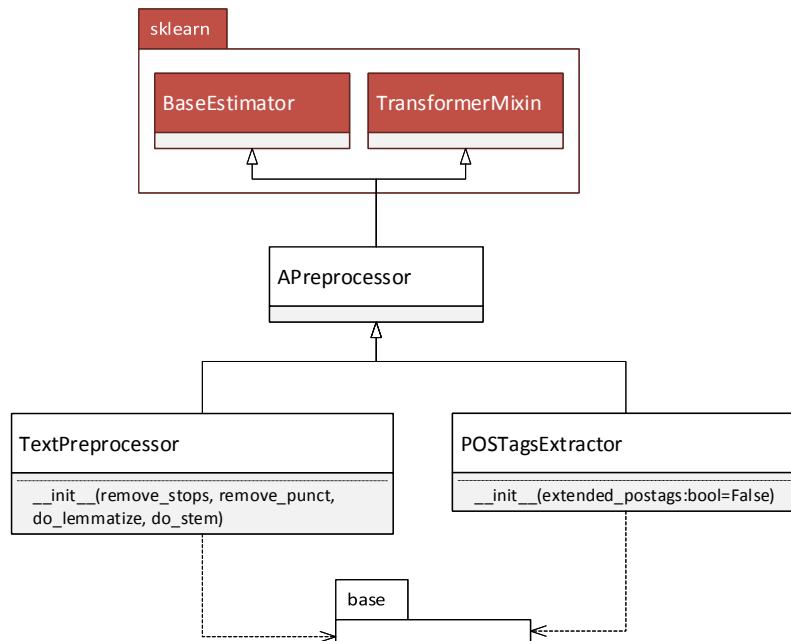 sklearn
BaseEstimator
TransformerMixin
APreprocessor
TextPreprocessor
__init__(remove_stops, remove_punct,
do_lemmatize, do_stem)
POSTagsExtractor
__init__(extended_postags:bool=False)
base